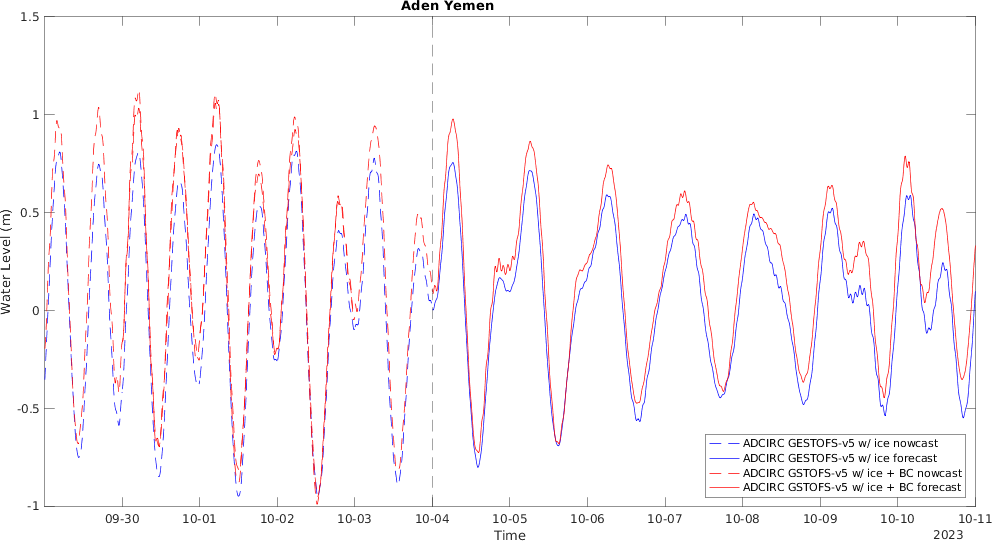 Aden Yemen
1.5
1
0.5
0
-0.5
-1
Water Level (m)
09-30 10-01 10-02 10-03 10-04 10-05 10-06 10-07 10-08 10-09 10-10 10-11
Time
2023
ADCIRC GESTOFS-v5 w/ ice nowcast
ADCIRC GESTOFS-v5 w/ ice forecast
ADCIRC GSTOFS-v5 w/ ice + BC nowcast
ADCIRC GSTOFS-v5 w/ ice + BC forecast